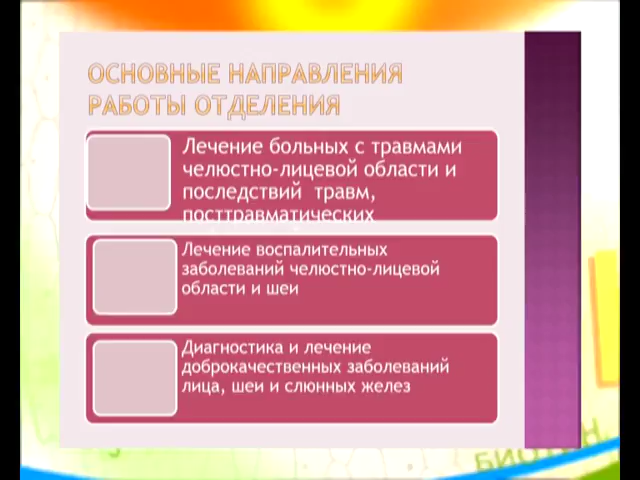 ОСНОВНЫЕ НАПРАВЛЕНИЯ
РАБОТЫ ОТДЕЛЕНИЯ
Лечение больных с травмами
челюстно-лицевой области и
последствий травм,
посттравматических
Лечение воспалительных
заболеваний челюстно-лицевой
области и шеи
Диагностика и лечение
доброкачественных заболеваний
лица, шеи и слюнных желез